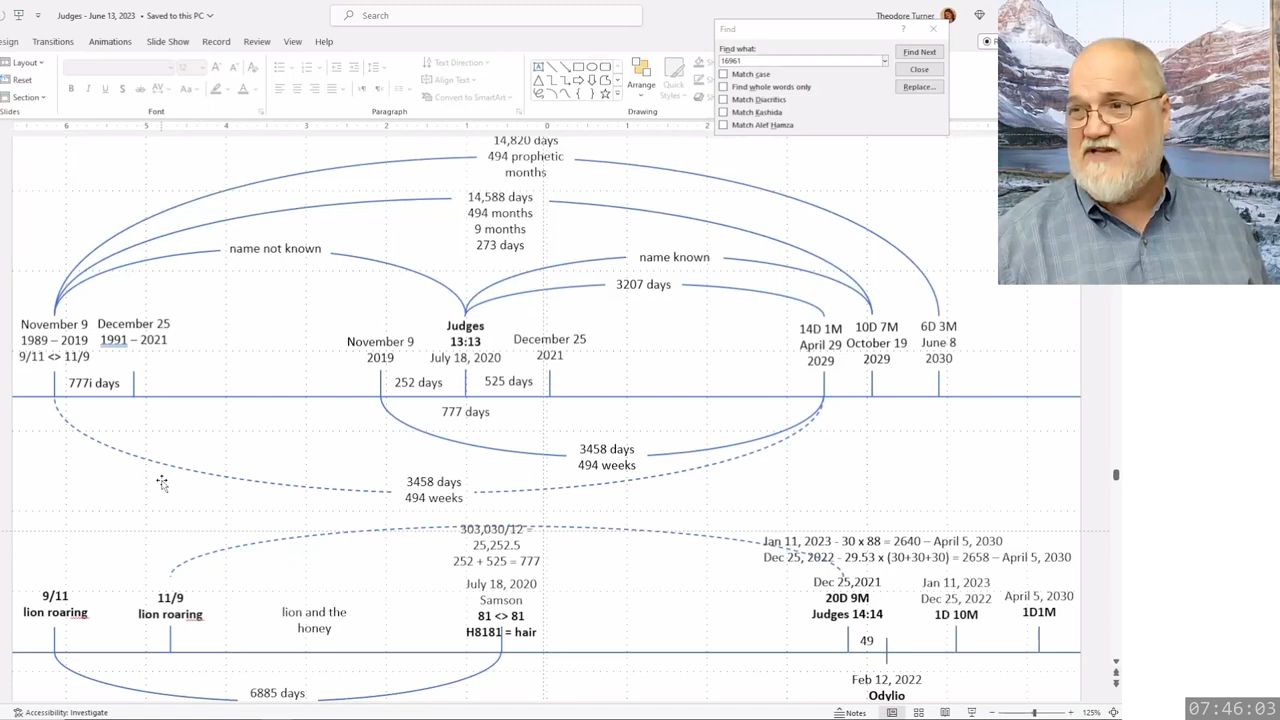 Judges - June 13, 2023 • Saved to this PC
Search
Theodore Turner
Transitions
Animations
Slide Show
Record
Review
View
Help
Reset
Section
Text Direction
Align Text
Convert to SmartArt
Arrange
Quick
Styles
Font
Paragraph
Drawing
Find
Find what:
16961
Match case
Find whole words only
Match Diacritics
Match Kashida
Match Alef Hamza
Find Next
Close
Replace...
6
4
2
0
1
2
14,820 days
494 prophetic
months
14,588 days
494 months
9 months
273 days
name not known
name known
3207 days
November 9
1989 – 2019
9/11 <> 11/9
December 25
1991 – 2021
November 9
2019
Judges
13:13
July 18, 2020
December 25
2021
14D 1M
April 29
2029
10D 7M
October 19
2029
6D 3M
June 8
2030
777i days
252 days
525 days
777 days
3458 days
494 weeks
3458 days
494 weeks
303,030/12 =
25,252.5
252 + 525 = 777
Jan 11, 2023 - 30 x 88 = 2640 – April 5, 2030
Dec 25, 2022 - 29.53 x (30+30+30) = 2658 – April 5, 2030
9/11
lion roaring
11/9
lion roaring
lion and the
honey
July 18, 2020
Samson
81 <> 81
H8181 = hair
Dec 25,2021
20D 9M
Judges 14:14
Jan 11, 2023
Dec 25, 2022
1D 10M
April 5, 2030
1D1M
49
6885 days
Feb 12, 2022
Odylio
Accessibility: Investigate
Notes
125%
07:46:03